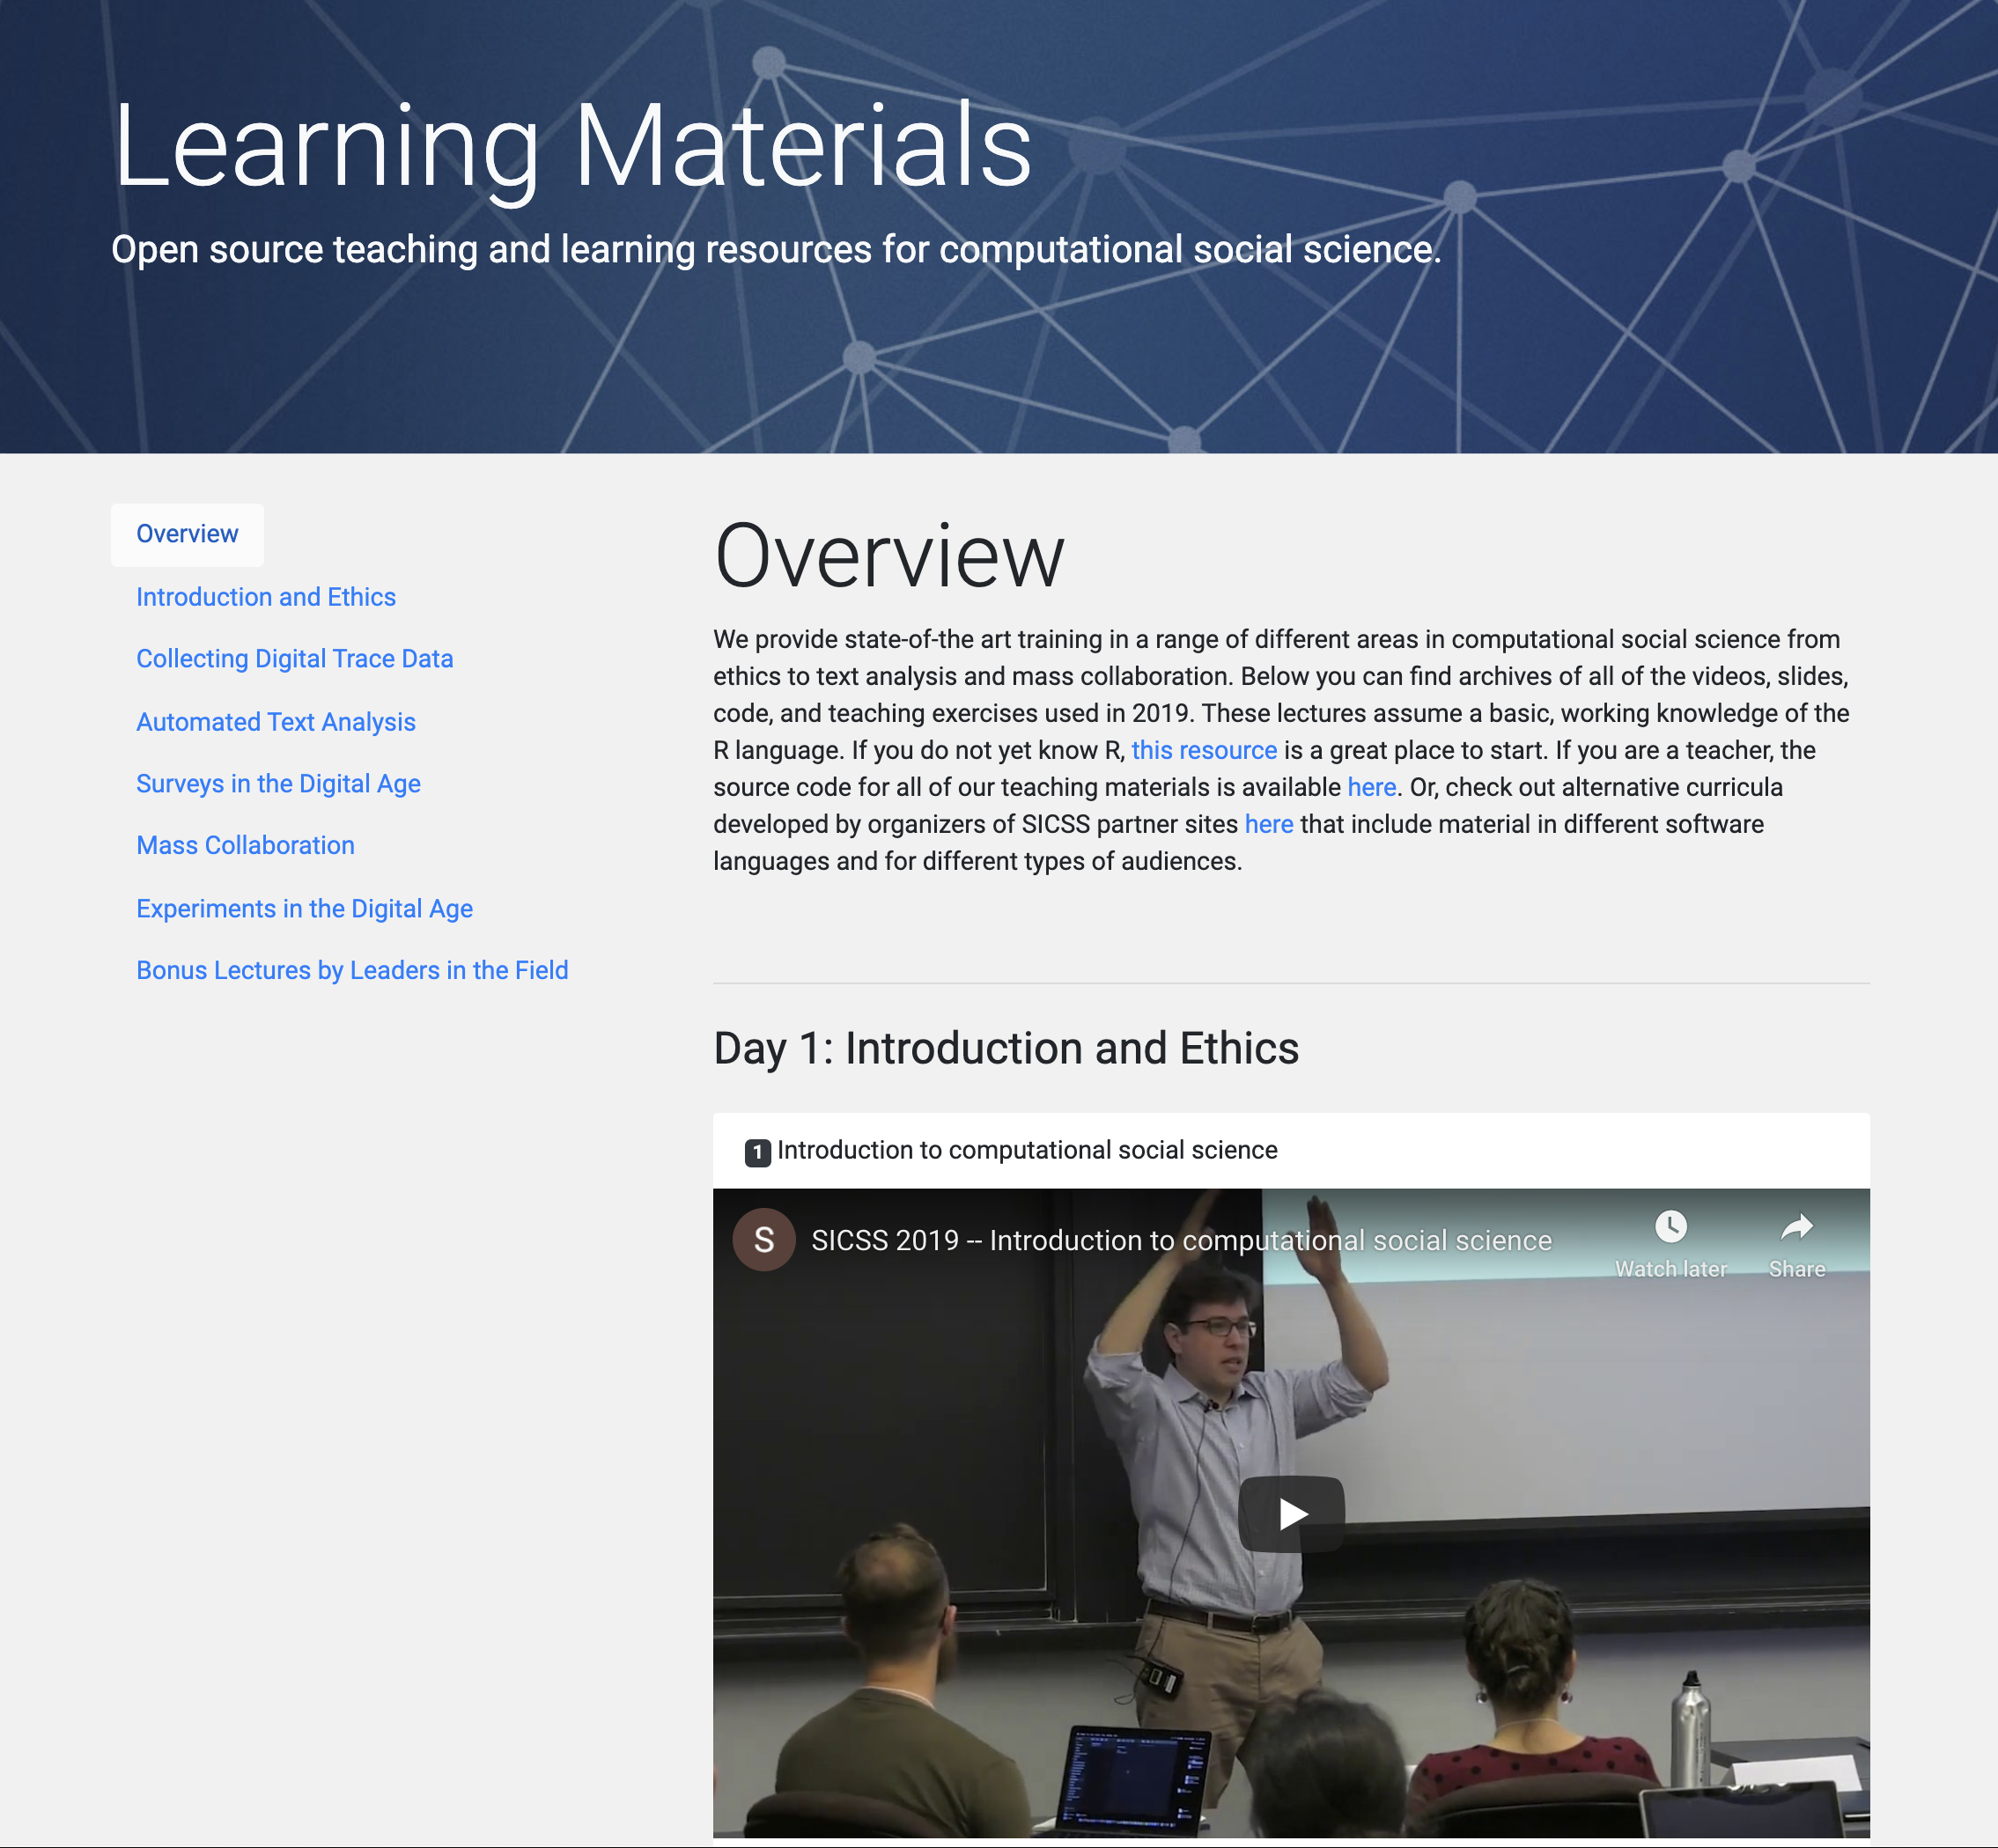 Learning Materials
Open source teaching and learning resources for computational social science.
Overview
Introduction and Ethics
Collecting Digital Trace Data
Automated Text Analysis
Surveys in the Digital Age
Mass Collaboration
Experiments in the Digital Age
Bonus Lectures by Leaders in the Field
Overview
We provide state-of-the art training in a range of different areas in computational social science from
ethics to text analysis and mass collaboration. Below you can find archives of all of the videos, slides,
code, and teaching exercises used in 2019. These lectures assume a basic, working knowledge of the
R language. If you do not yet know R, this resource is a great place to start. If you are a teacher, the
source code for all of our teaching materials is available here. Or, check out alternative curricula
developed by organizers of SICSS partner sites here that include material in different software
languages and for different types of audiences.
Day 1: Introduction and Ethics
1 Introduction to computational social science
S SICSS 2019 -- Introduction to computational social science
Watch later
Share